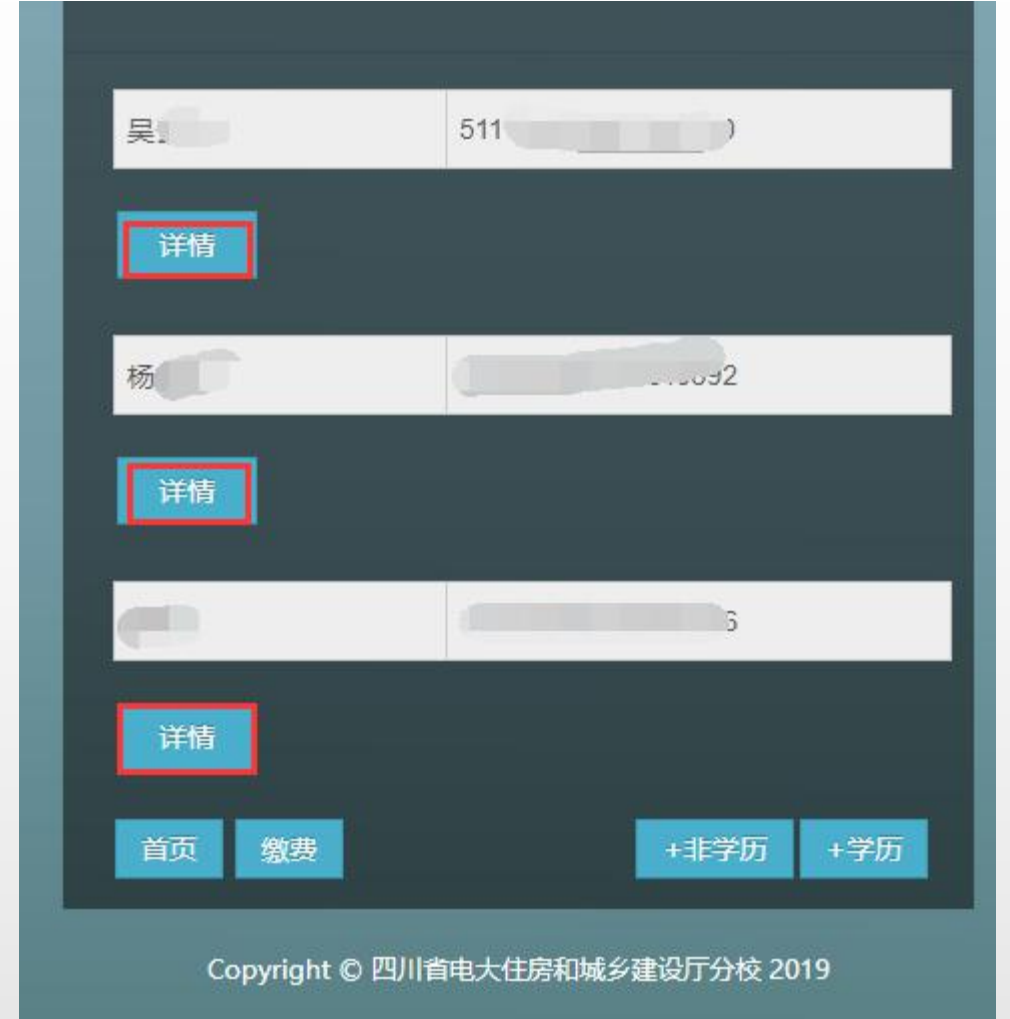 吴 511
详情
杨 92
详情
6
详情
首页 缴费 +非学历 +学历
Copyright © 四川省电大住房和城乡建设厅分校 2019